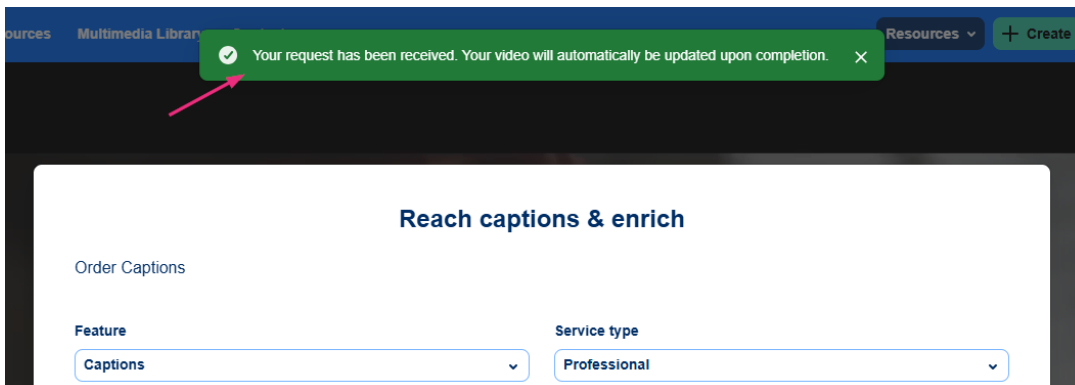 ources Multimedia Library
Resources + Create
Your request has been received. Your video will automatically be updated upon completion.
Reach captions & enrich
Order Captions
Feature Service type
Captions Professional